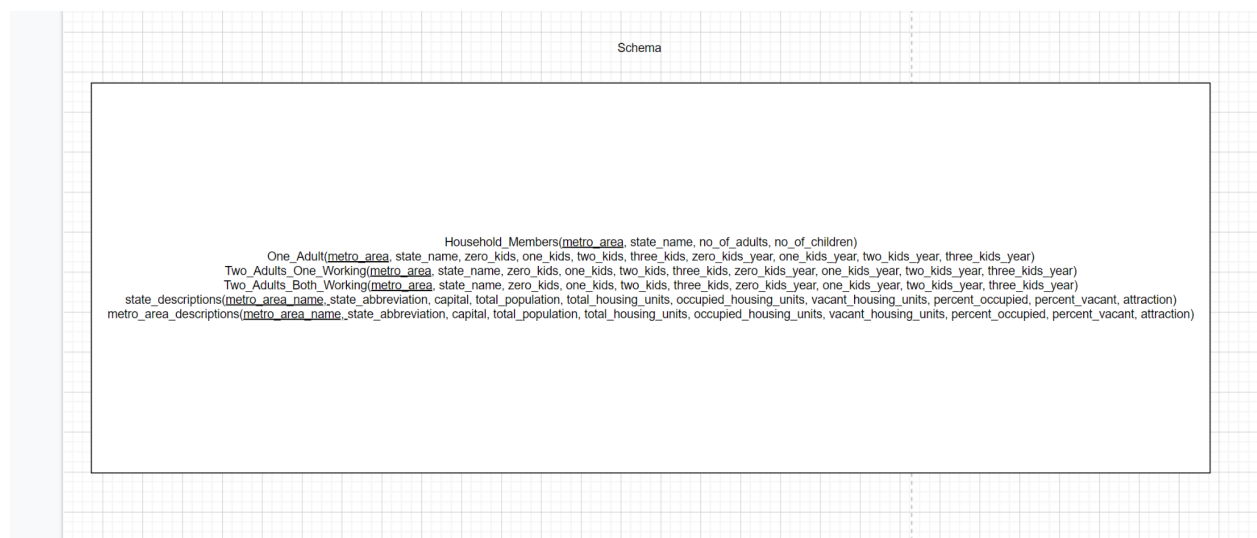 Schema
Household_Members(metro_area, state_name, no_of_adults, no_of_children)
One_Adult(metro_area, state_name, zero_kids, one_kids, two_kids, three_kids, zero_kids_year, one_kids_year, two_kids_year, three_kids_year)
Two_Adults_One_Working(metro_area, state_name, zero_kids, one_kids, two_kids, three_kids, zero_kids_year, one_kids_year, two_kids_year, three_kids_year)
Two_Adults_Both_Working(metro_area, state_name, zero_kids, one_kids, two_kids, three_kids, zero_kids_year, one_kids_year, two_kids_year, three_kids_year)
state_descriptions(metro_area_name, state_abbreviation, capital, total_population, total_housing_units, occupied_housing_units, vacant_housing_units, percent_occupied, percent_vacant, attraction)
metro_area_descriptions(metro_area_name, state_abbreviation, capital, total_population, total_housing_units, occupied_housing_units, vacant_housing_units, percent_occupied, percent_vacant, attraction)